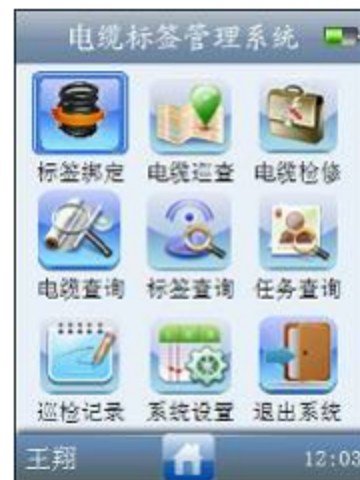 电缆标签管理系统
标签绑定 电缆巡查 电缆检修
电缆查询 标签查询 任务查询
巡检记录 系统设置 退出系统
王翔 12:03